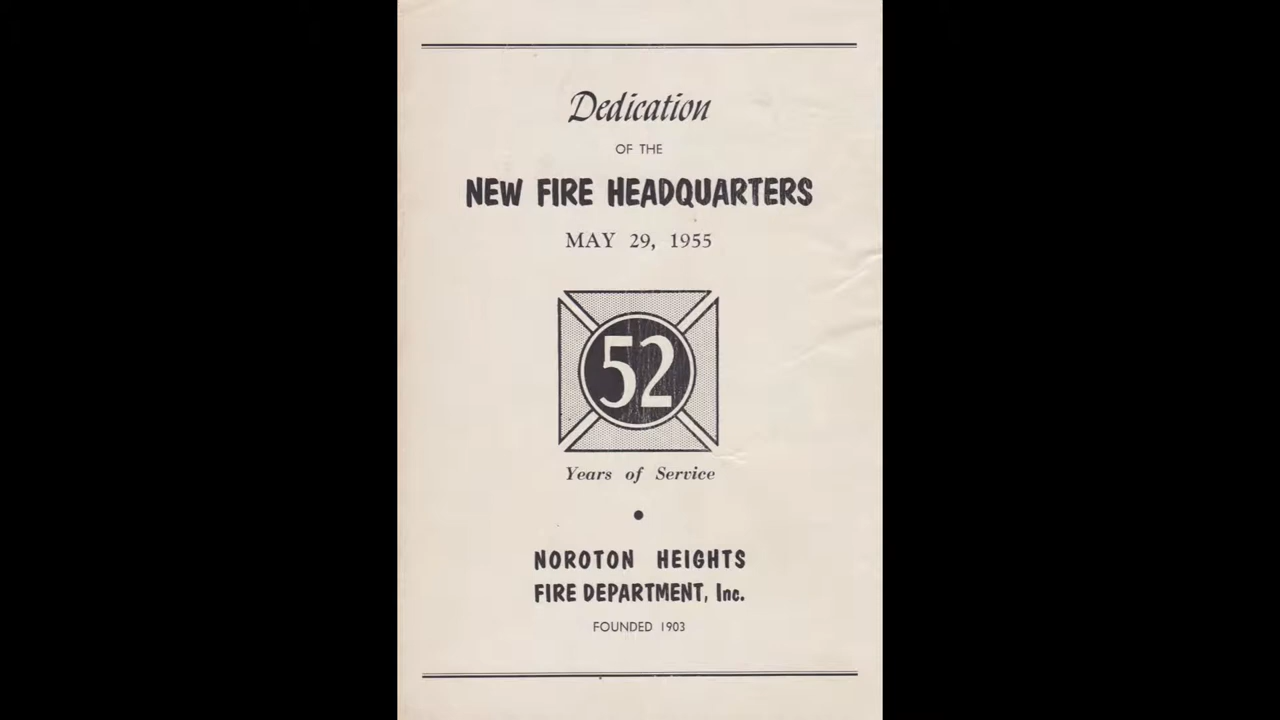 Dedication
OF THE
NEW FIRE HEADQUARTERS
MAY 29, 1955
52
Years of Service
NOROTON HEIGHTS
FIRE DEPARTMENT, Inc.
FOUNDED 1903